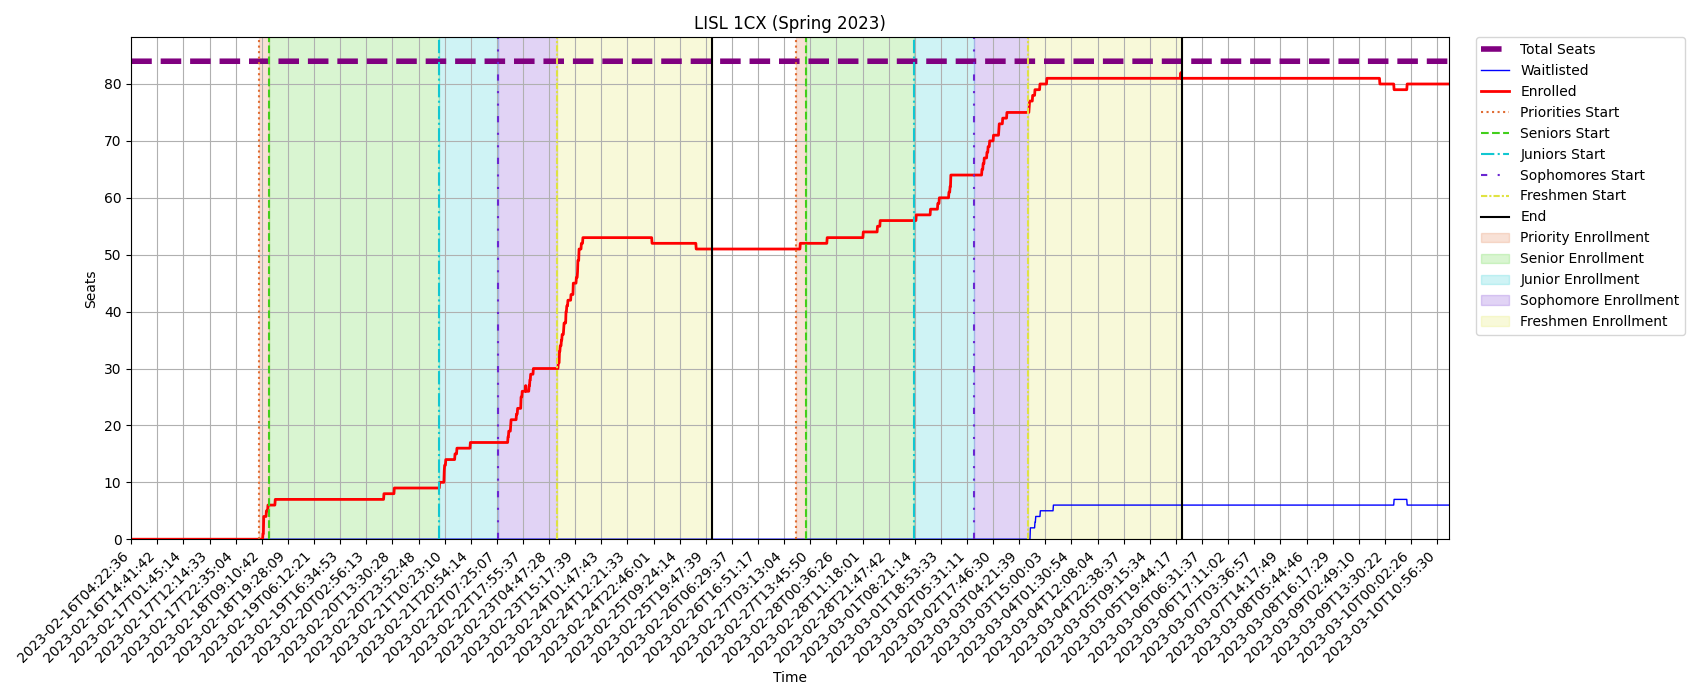 LISL 1CX (Spring 2023)
Total Seats
Waitlisted
Enrolled
Priorities Start
Seniors Start
Juniors Start
Sophomores Start
Freshmen Start
End
Priority Enrollment
Senior Enrollment
Junior Enrollment
Sophomore Enrollment
Freshmen Enrollment
Seats
80
70
60
50
40
30
20
10
0
2023-02-16T04:22:36
2023-02-16T14:41:42
2023-02-17T01:45:14
2023-02-17T12:14:33
2023-02-17T22:35:04
2023-02-18T09:10:42
2023-02-18T19:28:09
2023-02-19T06:12:21
2023-02-19T16:34:53
2023-02-20T02:56:13
2023-02-20T13:30:28
2023-02-20T23:52:48
2023-02-21T10:23:10
2023-02-21T20:54:14
2023-02-22T07:25:07
2023-02-22T17:55:37
2023-02-23T04:47:28
2023-02-23T15:17:39
2023-02-24T01:47:43
2023-02-24T12:21:33
2023-02-24T22:46:01
2023-02-25T09:24:14
2023-02-25T19:47:39
2023-02-26T06:29:37
2023-02-26T16:51:17
2023-02-27T03:13:04
2023-02-27T13:45:50
2023-02-28T00:36:26
2023-02-28T11:18:01
2023-02-28T21:47:42
2023-03-01T08:21:14
2023-03-01T18:53:33
2023-03-02T05:31:11
2023-03-02T17:46:30
2023-03-03T04:21:39
2023-03-03T15:00:03
2023-03-04T01:30:54
2023-03-04T12:08:04
2023-03-04T22:38:37
2023-03-05T09:15:34
2023-03-05T19:44:17
2023-03-06T06:31:37
2023-03-06T17:11:02
2023-03-07T03:36:57
2023-03-07T14:17:49
2023-03-08T05:44:46
2023-03-08T16:17:29
2023-03-09T02:49:10
2023-03-09T13:30:22
2023-03-10T00:02:26
2023-03-10T10:56:30
Time